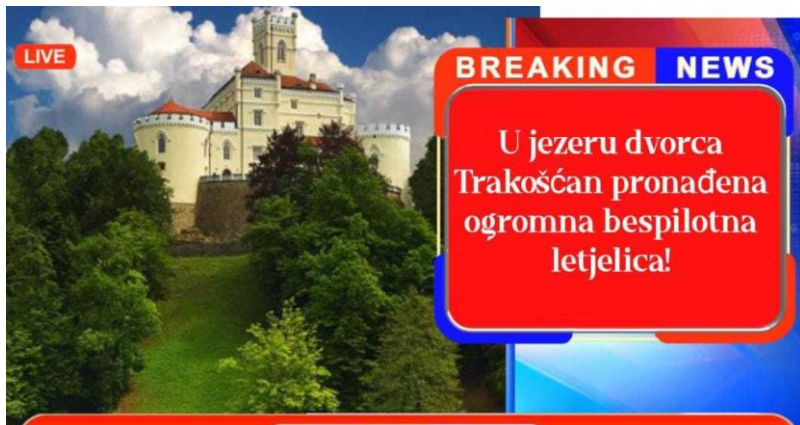 LIVE
BREAKING NEWS
U jezeru dvorca
Trakošćan pronađena
ogromna bespilotna
letjelica!